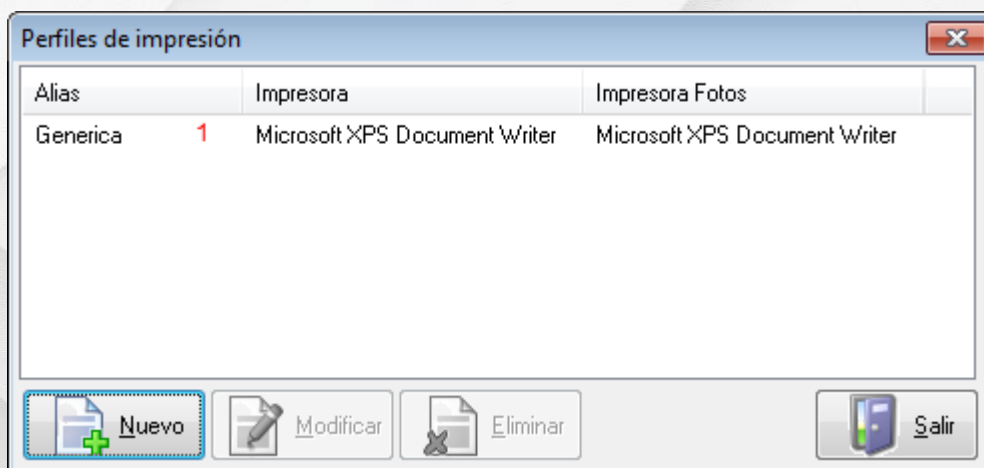 Perfiles de impresión
Alias Impresora Impresora Fotos
Generica 1 Microsoft XPS Document Writer Microsoft XPS Document Writer
Nuevo Modificar Eliminar Salir